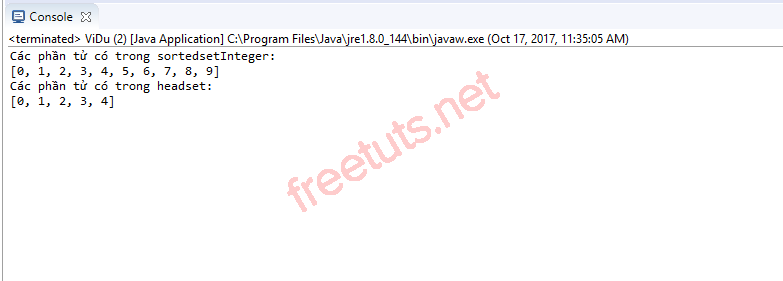 Console
<terminated> ViDu (2) [Java Application] C:\Program Files\Java\jre1.8.0_144\bin\javaw.exe (Oct 17, 2017, 11:35:05 AM)
Các phần tử có trong sortedsetInteger:
[0, 1, 2, 3, 4, 5, 6, 7, 8, 9]
Các phần tử có trong headset:
[0, 1, 2, 3, 4]
freetuts.net